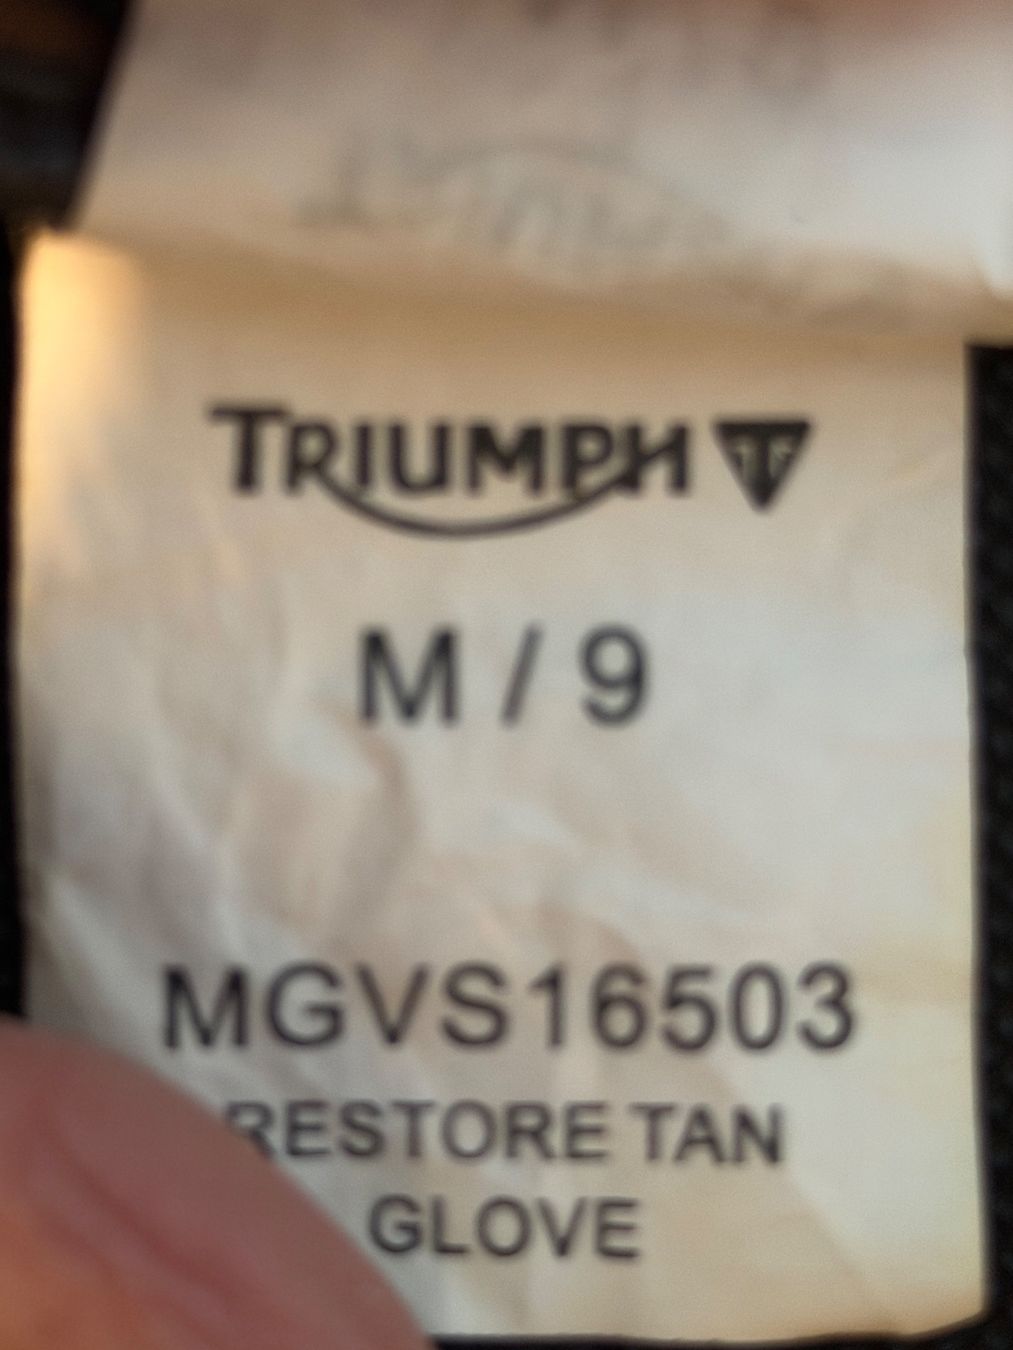 TRIUMPH
M / 9
MGVS16503
RESTORE TAN
GLOVE